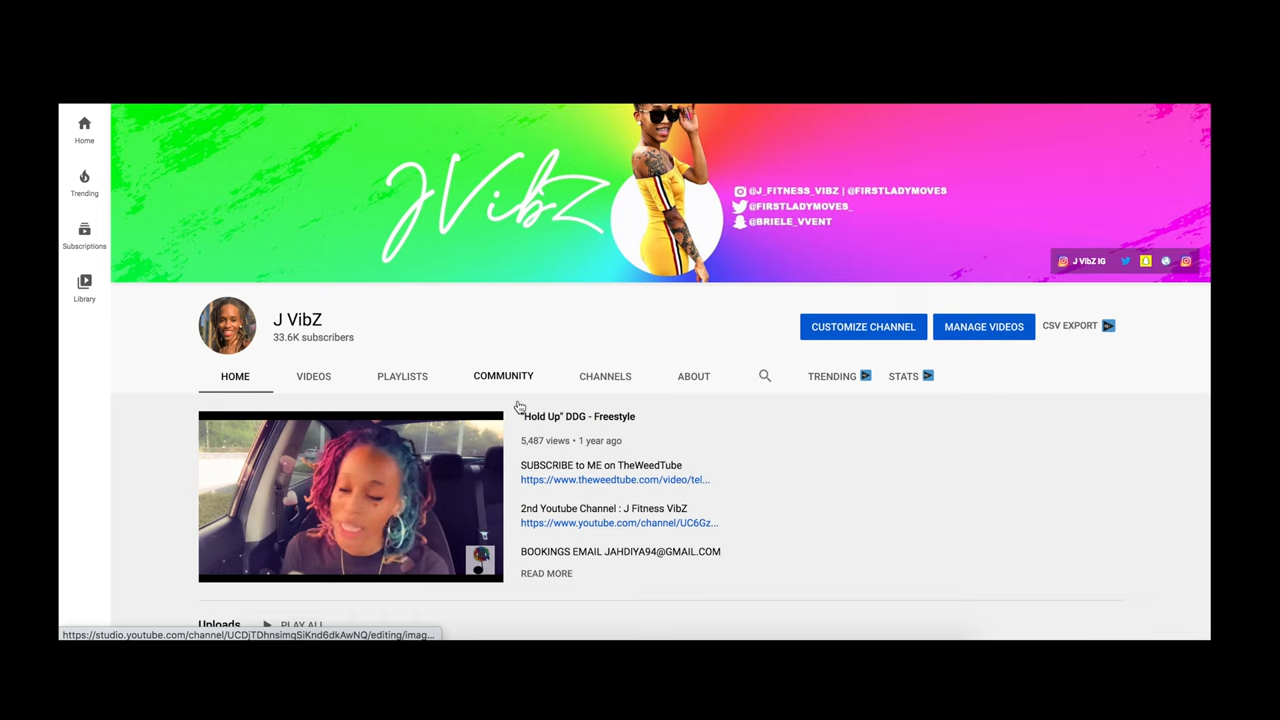 Home
Trending
Subscriptions
Library
JVibZ
@J_FITNESS_VIBZ | @FIRSTLADYMOVES
@FIRSTLADYMOVES_
@BRIELE_VVENT
J VibZ IG
J VibZ
33.6K subscribers
CUSTOMIZE CHANNEL
MANAGE VIDEOS
CSV EXPORT
HOME
VIDEOS
PLAYLISTS
COMMUNITY
CHANNELS
ABOUT
TRENDING
STATS
"Hold Up" DDG - Freestyle
5,487 views • 1 year ago
SUBSCRIBE to ME on TheWeedTube
https://www.theweedtube.com/video/tel...
2nd Youtube Channel : J Fitness VibZ
https://www.youtube.com/channel/UC6Gz...
BOOKINGS EMAIL JAHDIYA94@GMAIL.COM
READ MORE
Uploads
PLAY ALL
https://studio.youtube.com/channel/UCDjTDhnsimqSiKnd6dkAwNQ/editing/imag...